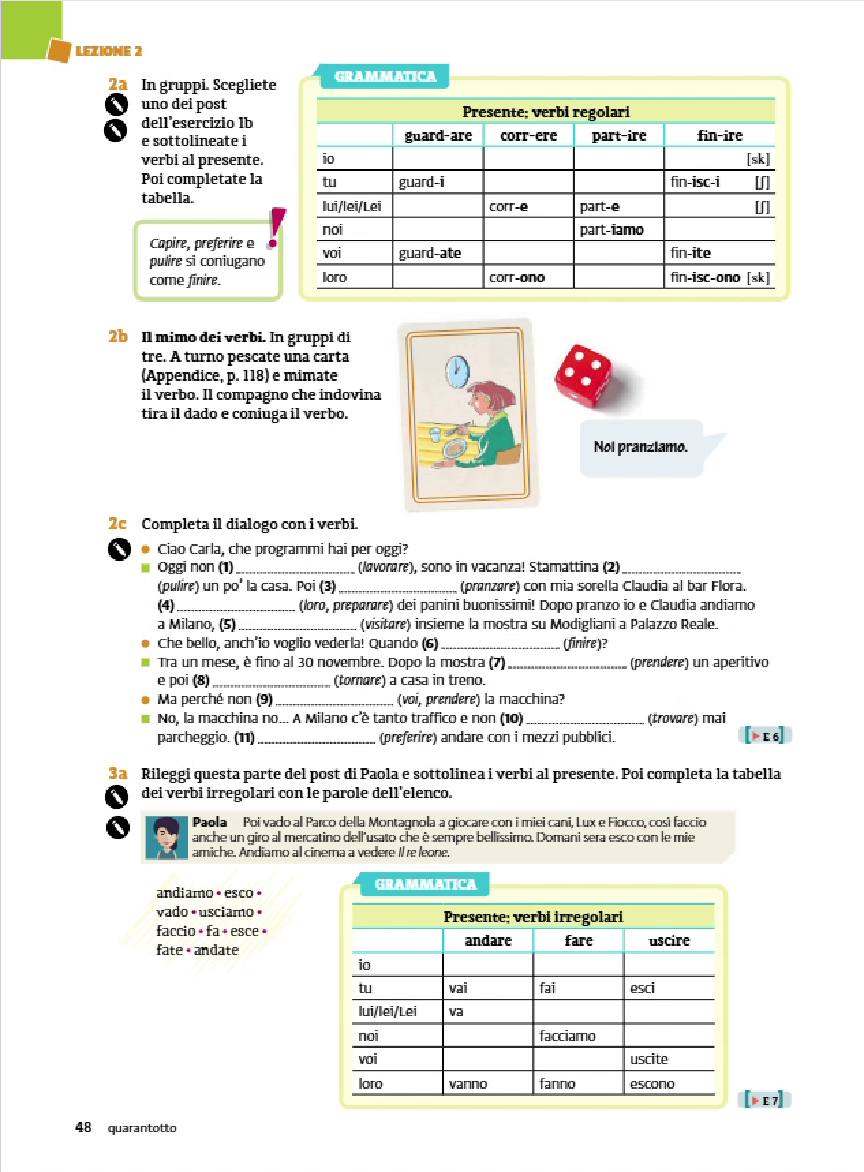 LEZIONE 2
2a In gruppi. Scegliete
uno dei post
dell'esercizio 1b
e sottolineate i
verbi al presente.
Poi completate la
tabella.
Capire, preferire e
pulire si coniugano
come finire.
!
GRAMMATICA
Presente: verbi regolari
guard-are corr-ere part-ire fin-ire
io [sk]
tu guard-i fin-isc-i [ʃ]
lui/lei/Lei corr-e part-e [ʃ]
noi part-iamo
voi guard-ate fin-ite
loro corr-ono fin-isc-ono [sk]
2b Il mimo dei verbi. In gruppi di
tre. A turno pescate una carta
(Appendice, p. 118) e mimate
il verbo. Il compagno che indovina
tira il dado e coniuga il verbo.
Noi pranziamo.
2c Completa il dialogo con i verbi.
Ciao Carla, che programmi hai per oggi?
Oggi non (1) ____________ (lavorare), sono in vacanza! Stamattina (2) ____________
(pulire) un po' la casa. Poi (3) ____________ (pranzare) con mia sorella Claudia al bar Flora.
(4) ____________ (loro, preparare) dei panini buonissimi! Dopo pranzo io e Claudia andiamo
a Milano, (5) ____________ (visitare) insieme la mostra su Modigliani a Palazzo Reale.
Che bello, anch'io voglio vederla! Quando (6) ____________ (finire)?
Tra un mese, è fino al 30 novembre. Dopo la mostra (7) ____________ (prendere) un aperitivo
e poi (8) ____________ (tornare) a casa in treno.
Ma perché non (9) ____________ (voi, prendere) la macchina?
No, la macchina no... A Milano c'è tanto traffico e non (10) ____________ (trovare) mai
parcheggio. (11) ____________ (preferire) andare con i mezzi pubblici.
[▸ E 6]
3a Rileggi questa parte del post di Paola e sottolinea i verbi al presente. Poi completa la tabella
dei verbi irregolari con le parole dell'elenco.
Paola Poi vado al Parco della Montagnola a giocare con i miei cani, Lux e Fiocco, così faccio
anche un giro al mercatino dell'usato che è sempre bellissimo. Domani sera esco con le mie
amiche. Andiamo al cinema a vedere Il re leone.
andiamo • esco •
vado • usciamo •
faccio • fa • esce •
fate • andate
GRAMMATICA
Presente: verbi irregolari
andare fare uscire
io
tu vai fai esci
lui/lei/Lei va
noi facciamo
voi uscite
loro vanno fanno escono
[▸ E 7]
48 quarantotto